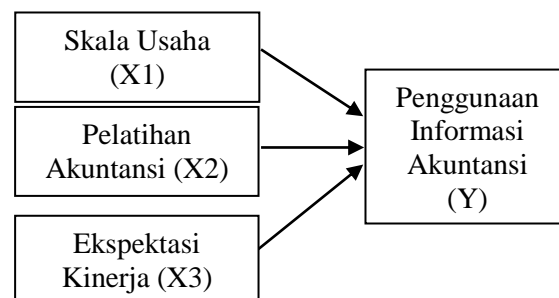 Skala Usaha
(X1)
Pelatihan
Akuntansi (X2)
Ekspektasi
Kinerja (X3)
Penggunaan
Informasi
Akuntansi
(Y)